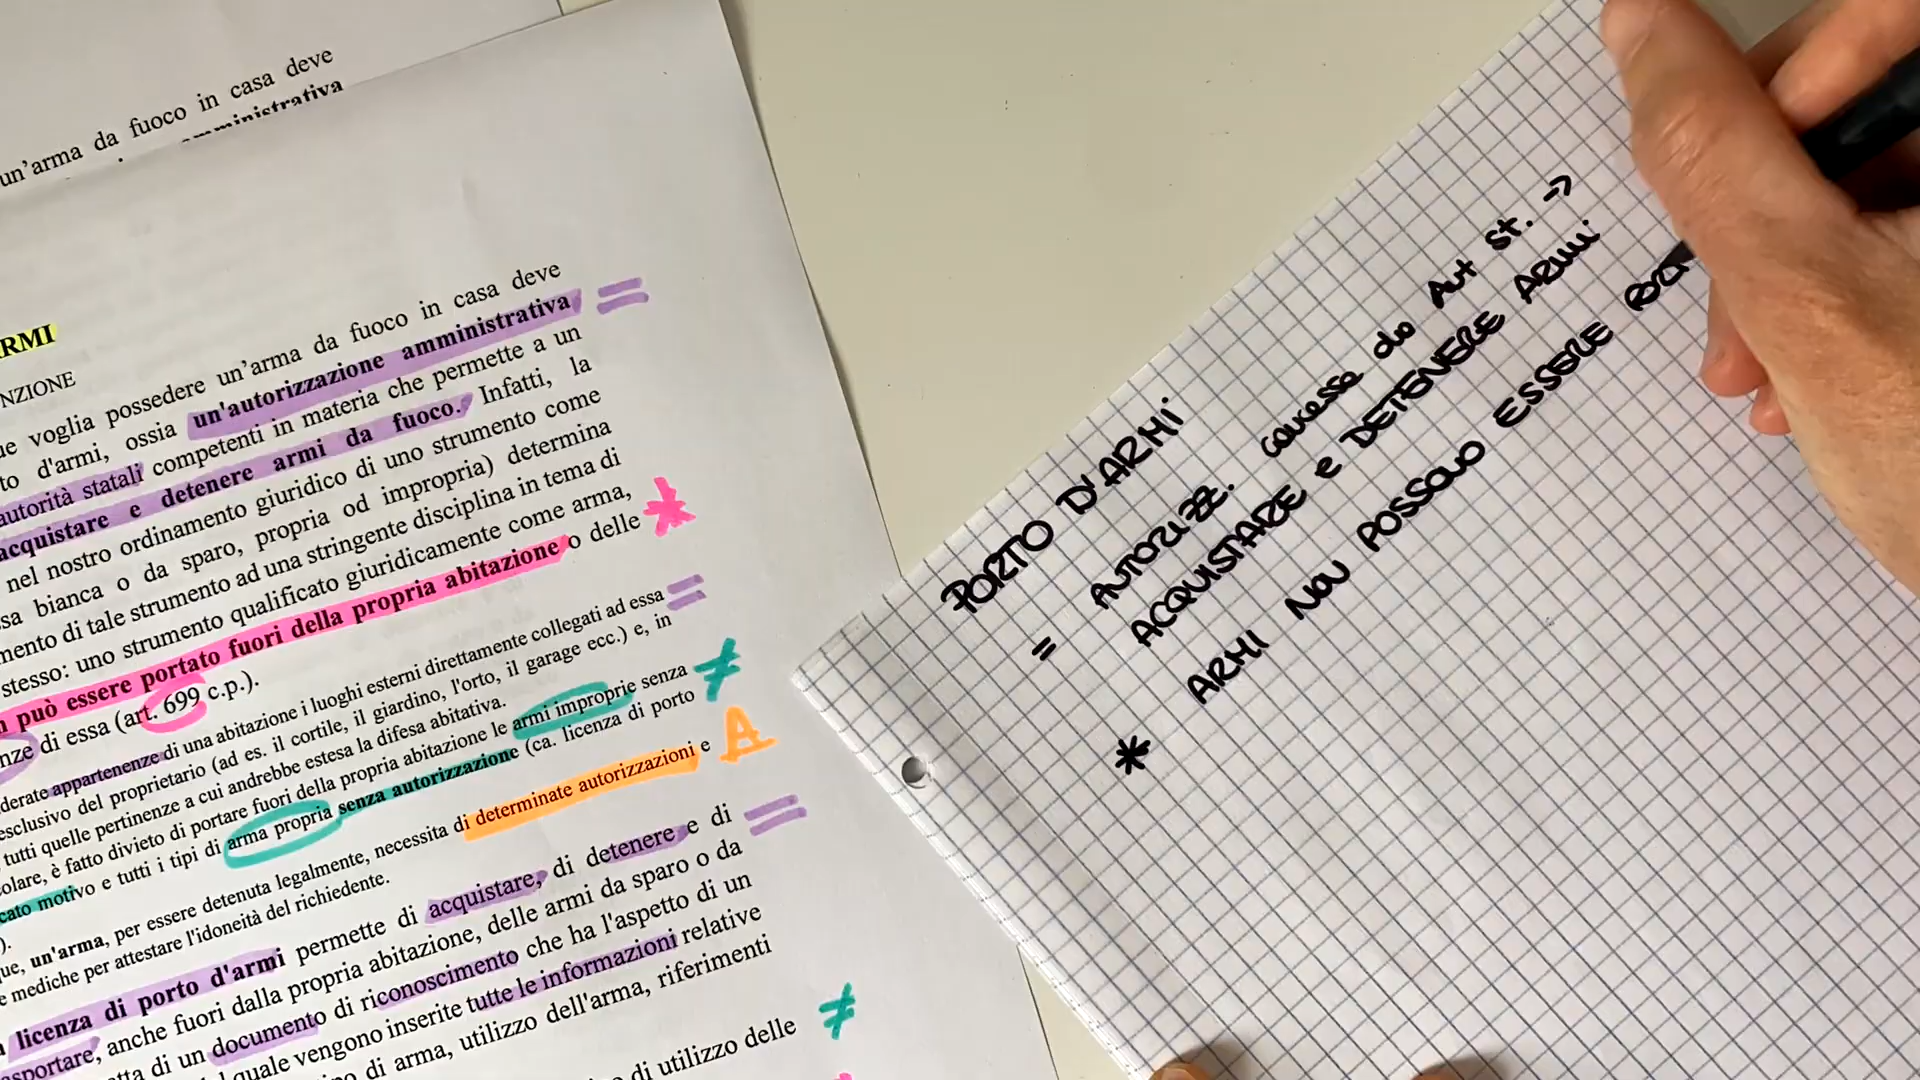 un'arma da fuoco in casa deve
amministrativa
RMI
NZIONE
ue voglia possedere un'arma da fuoco in casa deve
to d'armi, ossia un'autorizzazione amministrativa =
autorità statali competenti in materia che permette a un
acquistare e detenere armi da fuoco. Infatti, la
nel nostro ordinamento giuridico di uno strumento come
sa bianca o da sparo, propria od impropria) determina
mento di tale strumento ad una stringente disciplina in tema di
stesso: uno strumento qualificato giuridicamente come arma,
n può essere portato fuori della propria abitazione o delle *
nze di essa (art. 699 c.p.).
derate appartenenze di una abitazione i luoghi esterni direttamente collegati ad essa =
esclusivo del proprietario (ad es. il cortile, il giardino, l'orto, il garage ecc.) e, in
tutti quelle pertinenze a cui andrebbe estesa la difesa abitativa.
olare, è fatto divieto di portare fuori della propria abitazione le armi improprie senza ≠
cato motivo e tutti i tipi di arma propria senza autorizzazione (ca. licenza di porto
).
ue, un'arma, per essere detenuta legalmente, necessita di determinate autorizzazioni e A
e mediche per attestare l'idoneità del richiedente.
licenza di porto d'armi permette di acquistare, di detenere e di =
sportare, anche fuori dalla propria abitazione, delle armi da sparo o da
tta di un documento di riconoscimento che ha l'aspetto di un
quale vengono inserite tutte le informazioni relative
po di arma, utilizzo dell'arma, riferimenti
di utilizzo delle ≠
PORTO D'ARMI
= AUTORIZZ. concessa da Aut st. →
ACQUISTARE e DETENERE ARMI
* ARMI NON POSSONO ESSERE